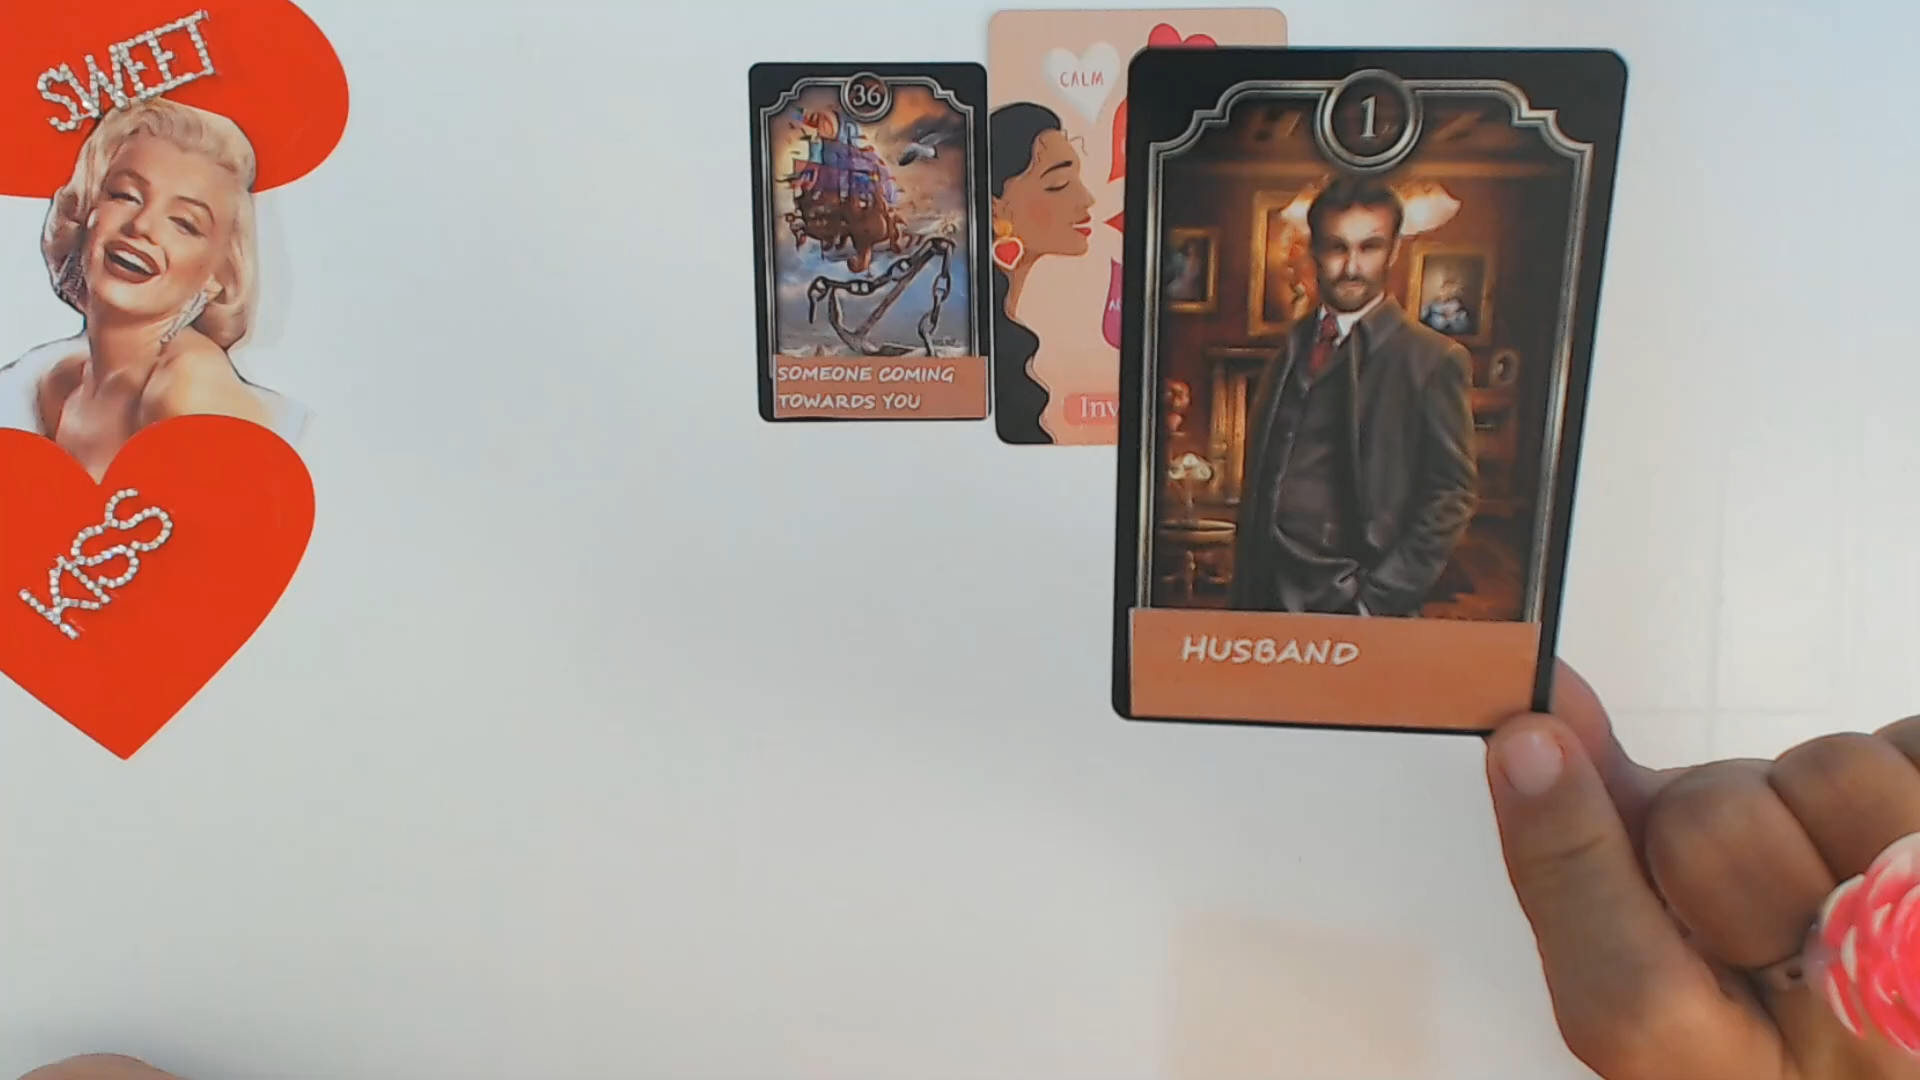 SWEET
KISS
36
SOMEONE COMING
TOWARDS YOU
CALM
1
HUSBAND